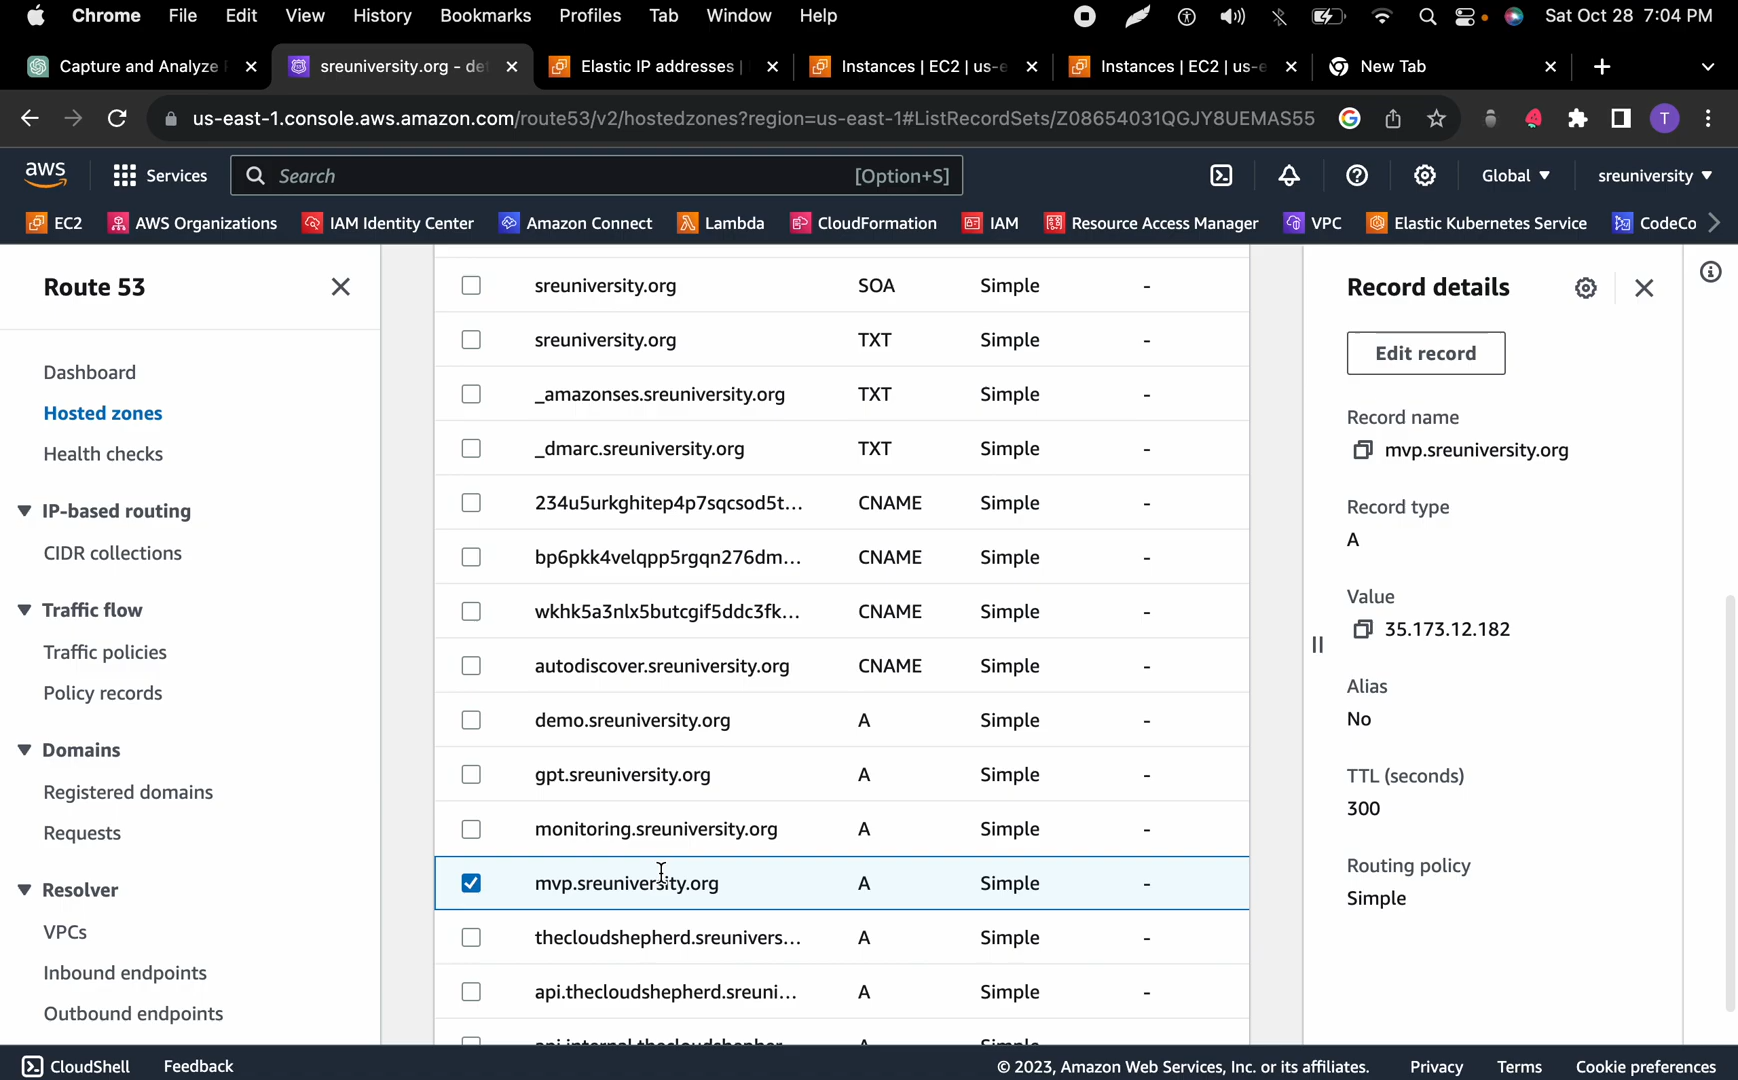 Chrome File Edit View History Bookmarks Profiles Tab Window Help Sat Oct 28 7:04 PM
Capture and Analyze sreuniversity.org - de Elastic IP addresses | Instances | EC2 | us-e Instances | EC2 | us-e New Tab
us-east-1.console.aws.amazon.com/route53/v2/hostedzones?region=us-east-1#ListRecordSets/Z08654031QGJY8UEMAS55
aws Services Search [Option+S] Global sreuniversity
EC2 AWS Organizations IAM Identity Center Amazon Connect Lambda CloudFormation IAM Resource Access Manager VPC Elastic Kubernetes Service CodeCo
Route 53
Dashboard
Hosted zones
Health checks
IP-based routing
CIDR collections
Traffic flow
Traffic policies
Policy records
Domains
Registered domains
Requests
Resolver
VPCs
Inbound endpoints
Outbound endpoints
sreuniversity.org SOA Simple -
sreuniversity.org TXT Simple -
_amazonses.sreuniversity.org TXT Simple -
_dmarc.sreuniversity.org TXT Simple -
234u5urkghitep4p7sqcsod5t... CNAME Simple -
bp6pkk4velqpp5rgqn276dm... CNAME Simple -
wkhk5a3nlx5butcgif5ddc3fk... CNAME Simple -
autodiscover.sreuniversity.org CNAME Simple -
demo.sreuniversity.org A Simple -
gpt.sreuniversity.org A Simple -
monitoring.sreuniversity.org A Simple -
mvp.sreuniversity.org A Simple -
thecloudshepherd.sreunivers... A Simple -
api.thecloudshepherd.sreuni... A Simple -
Record details
Edit record
Record name
mvp.sreuniversity.org
Record type
A
Value
35.173.12.182
Alias
No
TTL (seconds)
300
Routing policy
Simple
CloudShell Feedback © 2023, Amazon Web Services, Inc. or its affiliates. Privacy Terms Cookie preferences